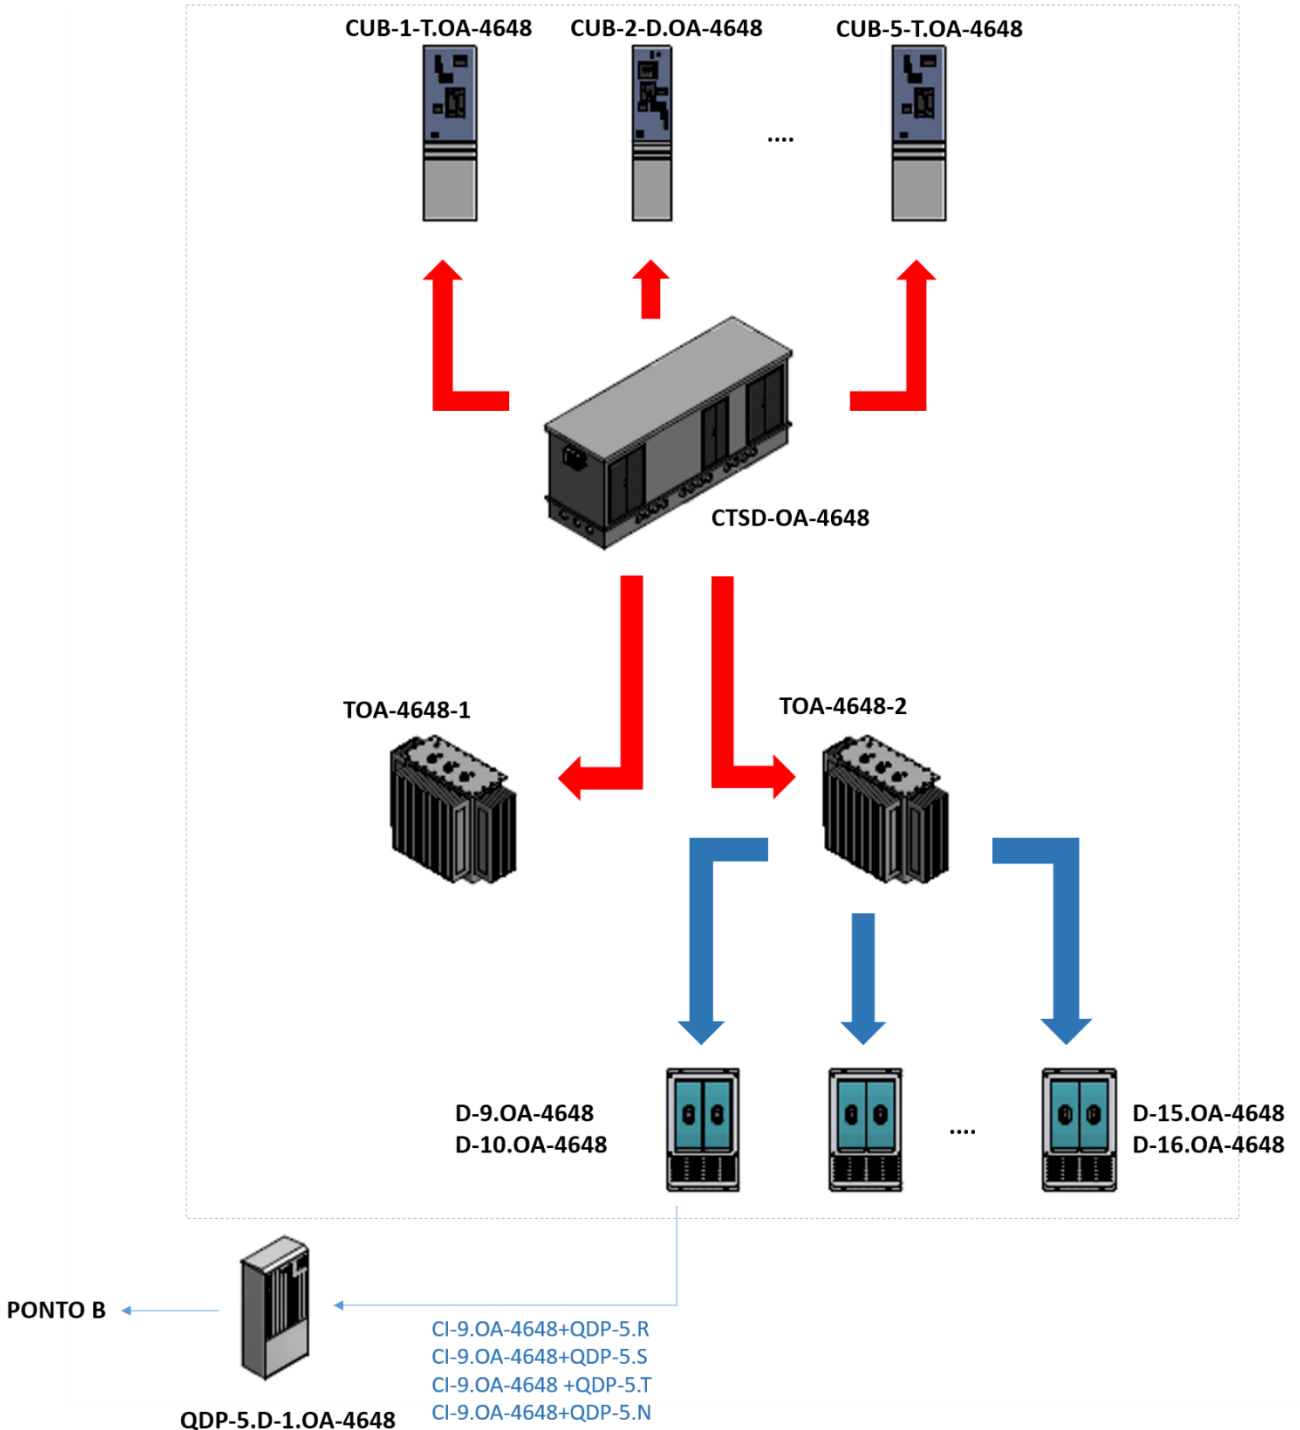 CUB-1-T.OA-4648
CUB-2-D.OA-4648
CUB-5-T.OA-4648
....
CTSD-OA-4648
TOA-4648-1
TOA-4648-2
D-9.OA-4648
D-10.OA-4648
....
D-15.OA-4648
D-16.OA-4648
PONTO B
CI-9.OA-4648+QDP-5.R
CI-9.OA-4648+QDP-5.S
CI-9.OA-4648 +QDP-5.T
CI-9.OA-4648+QDP-5.N
QDP-5.D-1.OA-4648